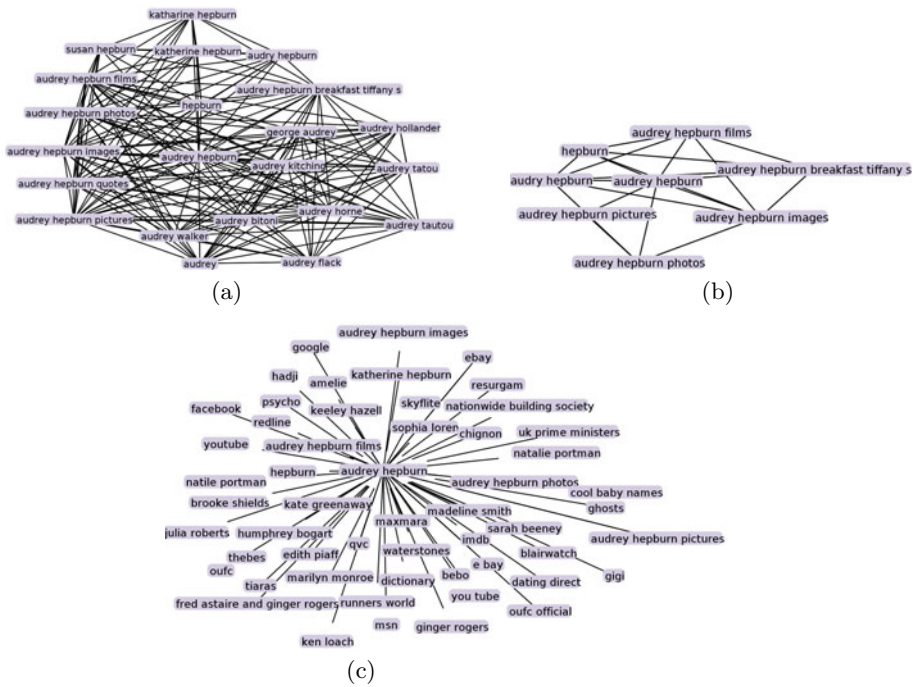 katharine hepburn
susan hepburn
katherine hepburn
audry hepburn
audrey hepburn films
audrey hepburn breakfast tiffany s
hepburn
audrey hepburn photos
george audrey
audrey hollander
audrey hepburn images
audrey hepburn
audrey kitching
audrey tatou
audrey hepburn quotes
audrey hepburn pictures
audrey bitoni
audrey horne
audrey tautou
audrey walker
audrey
audrey flack
(a)
audrey hepburn films
hepburn
audrey hepburn breakfast tiffany s
audry hepburn
audrey hepburn
audrey hepburn pictures
audrey hepburn images
audrey hepburn photos
(b)
audrey hepburn images
google
ebay
hadji
amelie
katherine hepburn
resurgam
psycho
keeley hazell
skyflite
nationwide building society
facebook
redline
sophia loren
chignon
uk prime ministers
youtube
audrey hepburn films
natalie portman
hepburn
audrey hepburn
natile portman
audrey hepburn photos
cool baby names
brooke shields
kate greenaway
madeline smith
ghosts
maxmara
julia roberts
humphrey bogart
sarah beeney
imdb
audrey hepburn pictures
qvc
thebes
edith piaff
waterstones
blairwatch
oufc
e bay
tiaras
marilyn monroe
dictionary
bebo
dating direct
gigi
you tube
fred astaire and ginger rogers
runners world
oufc official
msn
ginger rogers
ken loach
(c)